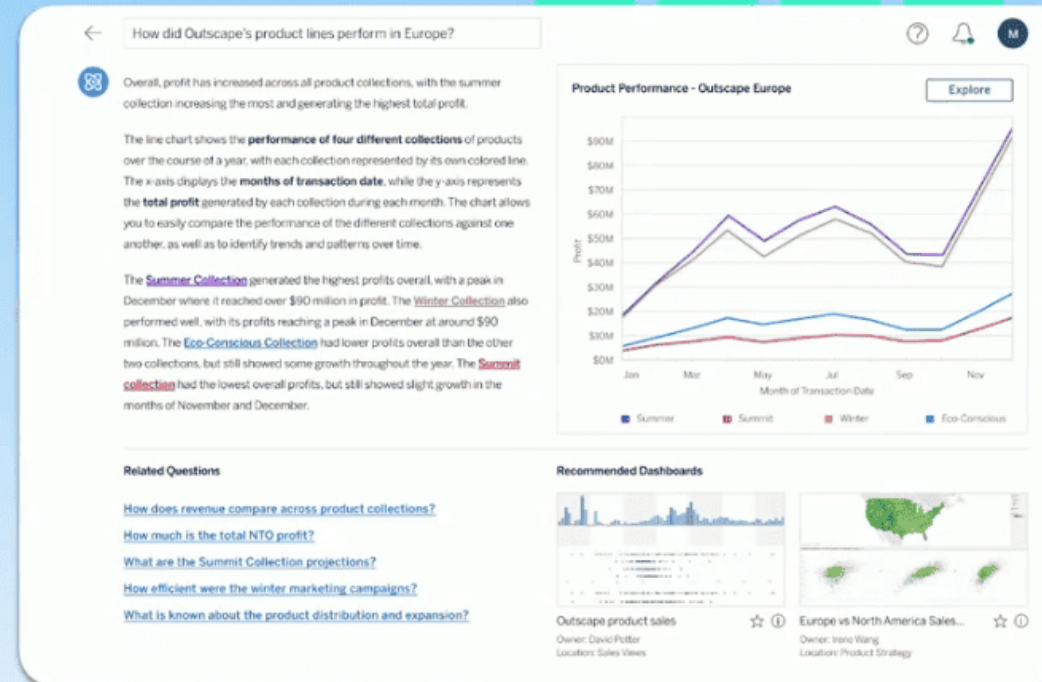 How did Outscape's product lines perform in Europe?
M
Overall, profit has increased across all product collections, with the summer
collection increasing the most and generating the highest total profit.
The line chart shows the performance of four different collections of products
over the course of a year, with each collection represented by its own colored line.
The x-axis displays the months of transaction date, while the y-axis represents
the total profit generated by each collection during each month. The chart allows
you to easily compare the performance of the different collections against one
another, as well as to identify trends and patterns over time.
The Summer Collection generated the highest profits overall, with a peak in
December where it reached over $90 million in profit. The Winter Collection also
performed well, with its profits reaching a peak in December at around $90
million. The Eco-Conscious Collection had lower profits overall than the other
two collections, but still showed some growth throughout the year. The Summit
collection had the lowest overall profits, but still showed slight growth in the
months of November and December.
Product Performance - Outscape Europe
Explore
$90M
$80M
$70M
$60M
$50M
$40M
$30M
$20M
$10M
$0M
Profit
Jan Mar May Jul Sep Nov
Month of Transaction Date
Summer Summit Winter Eco-Conscious
Related Questions
How does revenue compare across product collections?
How much is the total NTO profit?
What are the Summit Collection projections?
How efficient were the winter marketing campaigns?
What is known about the product distribution and expansion?
Recommended Dashboards
Outscape product sales
Owner: David Potter
Location: Sales Views
Europe vs North America Sales...
Owner: Irene Wang
Location: Product Strategy